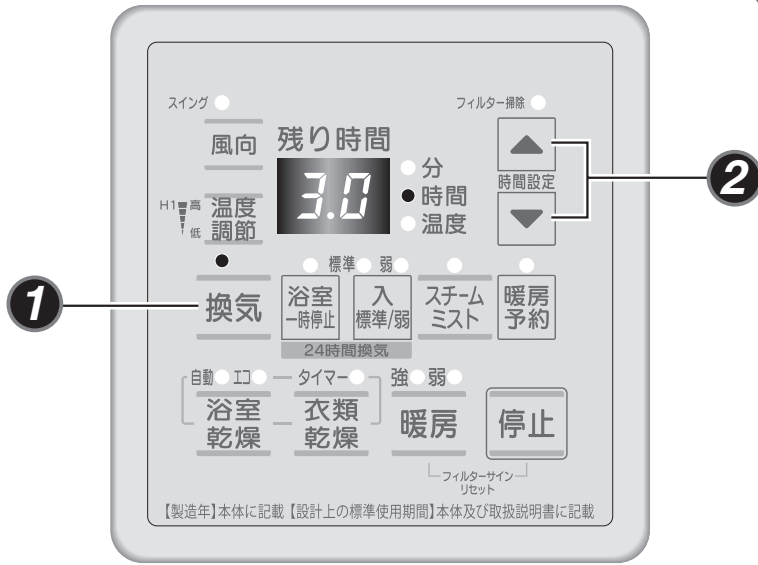 スイング
フィルター掃除
風向
残り時間
3.0
分
時間
温度
時間設定
2
H1 高
低
温度
調節
1
換気
標準 弱
浴室
一時停止
入
標準/弱
24時間換気
スチーム
ミスト
暖房
予約
自動 エコ タイマー 強 弱
浴室
乾燥
衣類
乾燥
暖房
停止
フィルターサイン
リセット
【製造年】本体に記載【設計上の標準使用期間】本体及び取扱説明書に記載